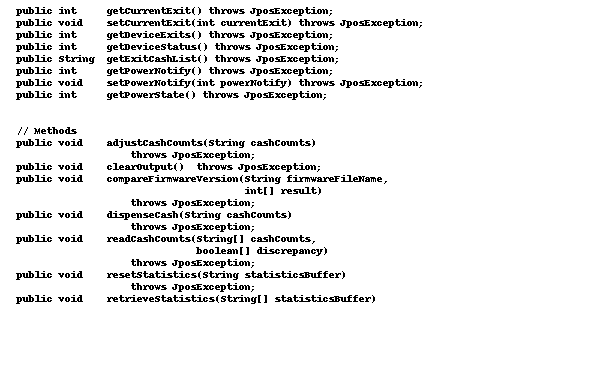 public int     getCurrentExit() throws JposException;
public void    setCurrentExit(int currentExit) throws JposException;
public int     getDeviceExits() throws JposException;
public int     getDeviceStatus() throws JposException;
public String  getExitCashList() throws JposException;
public int     getPowerNotify() throws JposException;
public void    setPowerNotify(int powerNotify) throws JposException;
public int     getPowerState() throws JposException;
// Methods
public void    adjustCashCounts(String cashCounts)
throws JposException;
public void    clearOutput()  throws JposException;
public void    compareFirmwareVersion(String firmwareFileName,
int[] result)
throws JposException;
public void    dispenseCash(String cashCounts)
throws JposException;
public void    readCashCounts(String[] cashCounts,
boolean[] discrepancy)
throws JposException;
public void    resetStatistics(String statisticsBuffer)
throws JposException;
public void    retrieveStatistics(String[] statisticsBuffer)